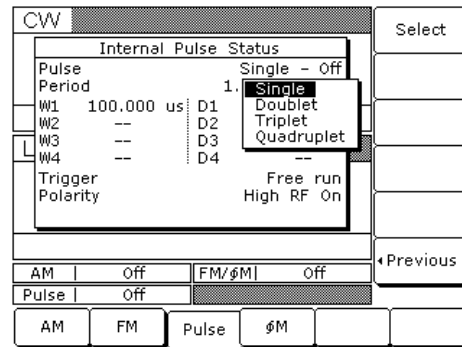 CW
Select
Internal Pulse Status
Pulse Single - Off
Period 1.
Single
Doublet
Triplet
Quadruplet
W1 100.000 us D1
W2 -- D2
W3 -- D3
W4 -- D4 --
Trigger Free run
Polarity High RF On
L
◂Previous
AM | Off FM/ϕM| Off
Pulse | Off
AM FM Pulse ϕM